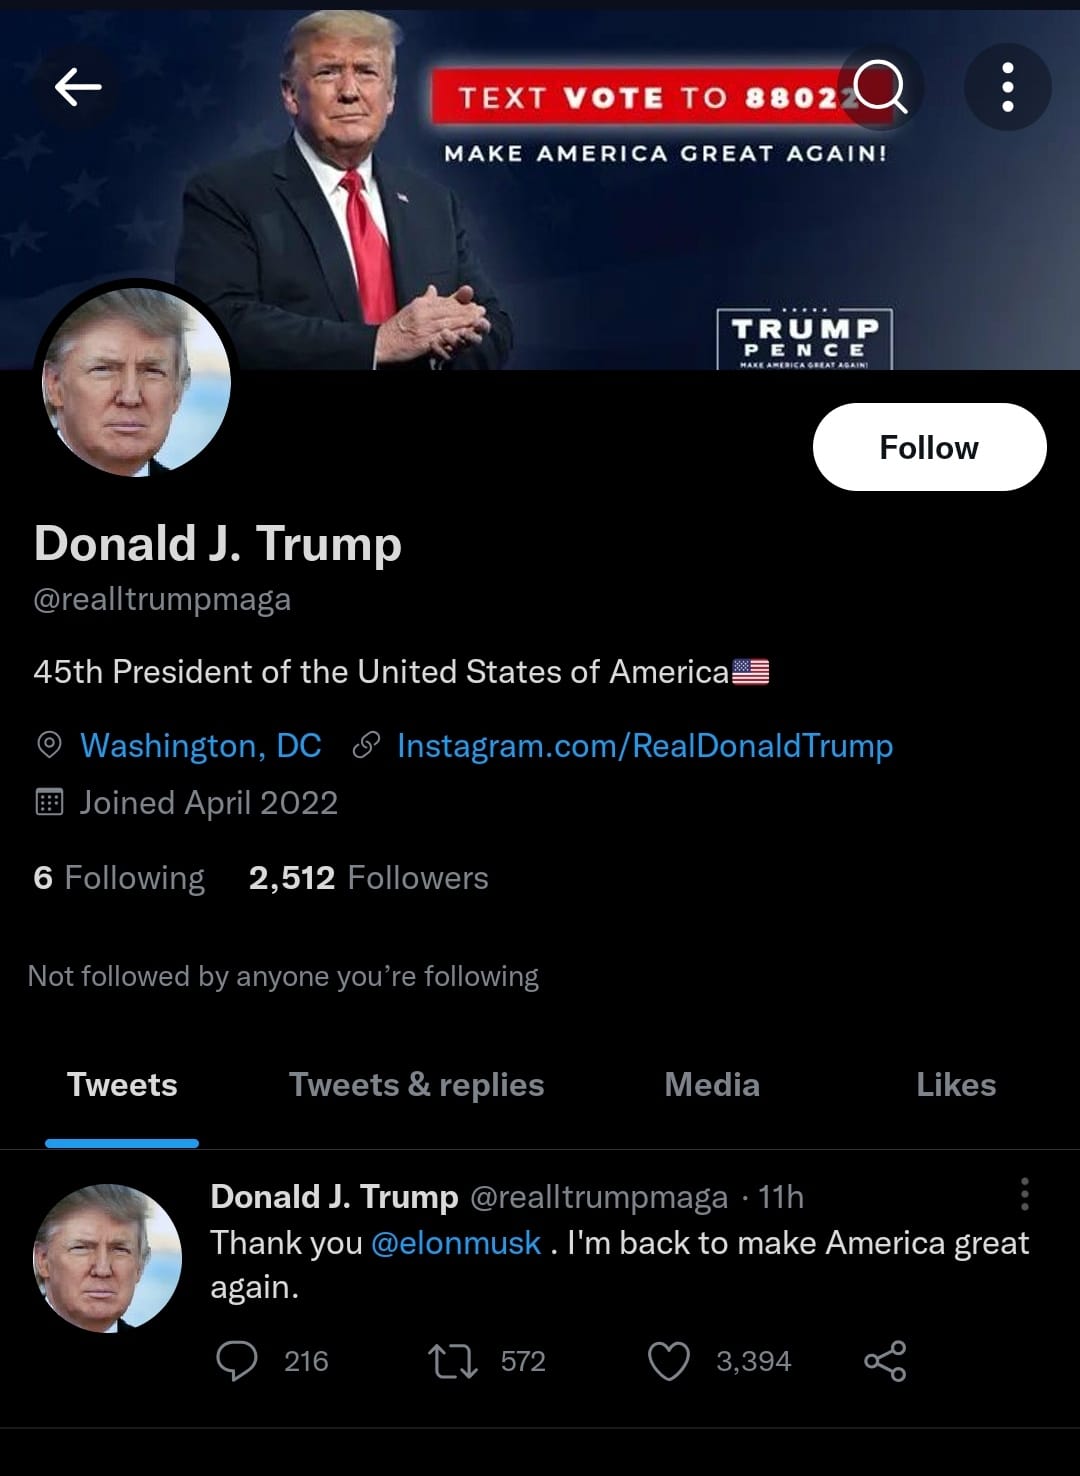 TEXT VOTE TO 88022
MAKE AMERICA GREAT AGAIN!
TRUMP
PENCE
MAKE AMERICA GREAT AGAIN!
Follow
Donald J. Trump
@realltrumpmaga
45th President of the United States of America🇺🇸
Washington, DC Instagram.com/RealDonaldTrump
Joined April 2022
6 Following 2,512 Followers
Not followed by anyone you’re following
Tweets Tweets & replies Media Likes
Donald J. Trump @realltrumpmaga · 11h
Thank you @elonmusk . I'm back to make America great
again.
216 572 3,394